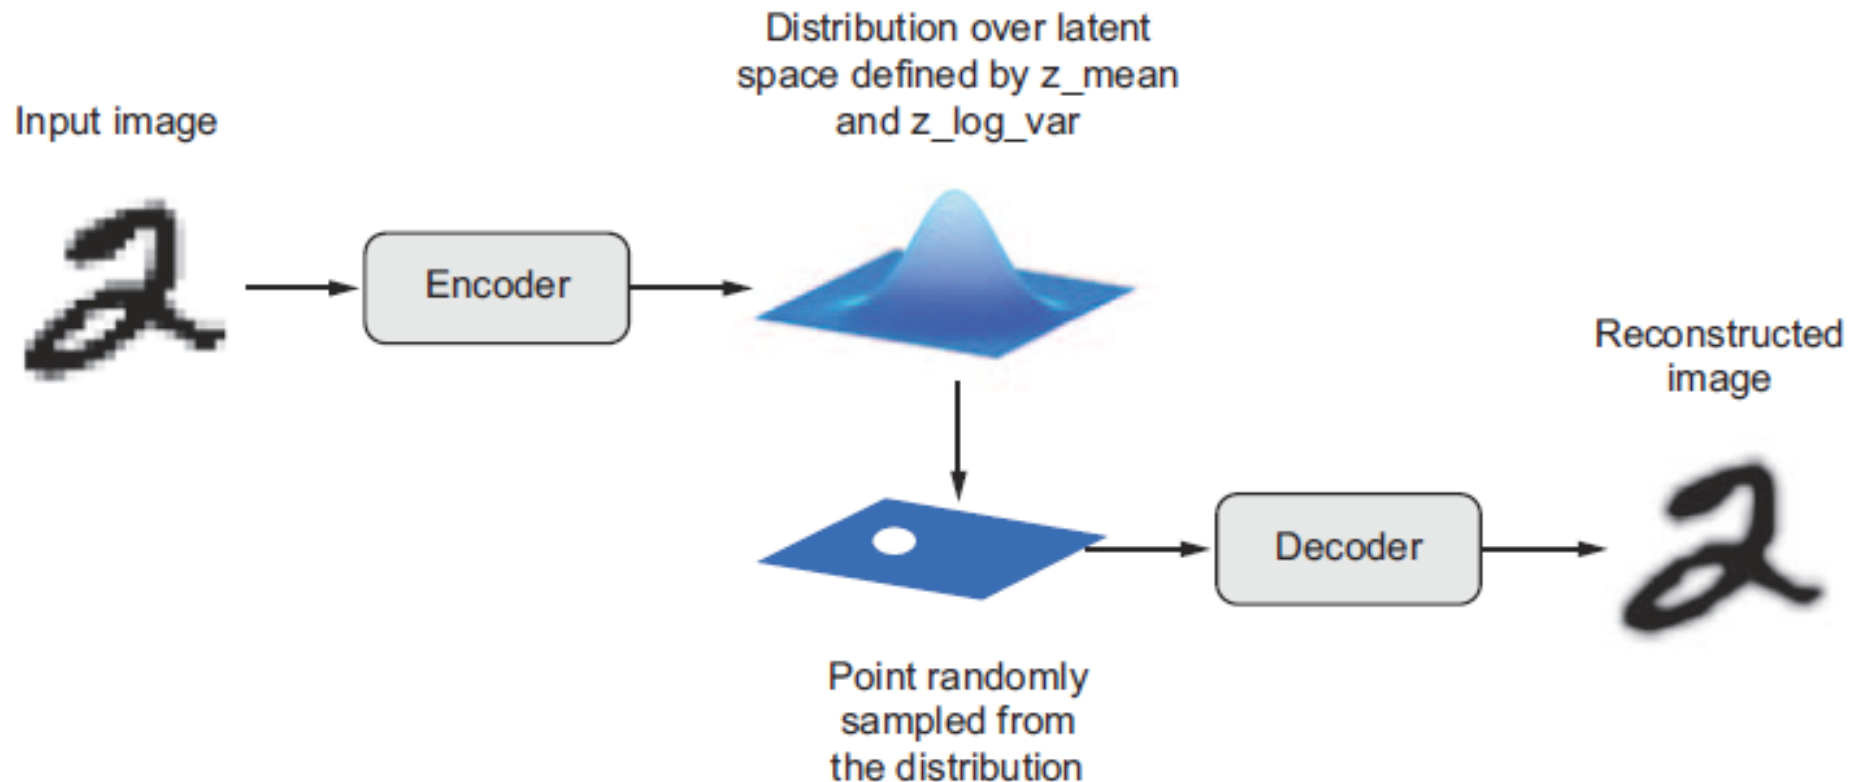 Distribution over latent
space defined by z_mean
and z_log_var
Input image
Encoder
Reconstructed
image
Decoder
Point randomly
sampled from
the distribution